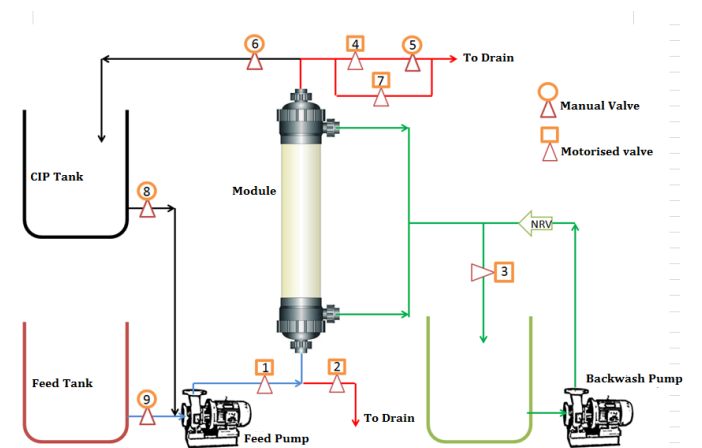 6
4
5
To Drain
7
Manual Valve
Motorised valve
CIP Tank
8
Module
NRV
3
1
2
Feed Tank
9
Backwash Pump
To Drain
Feed Pump